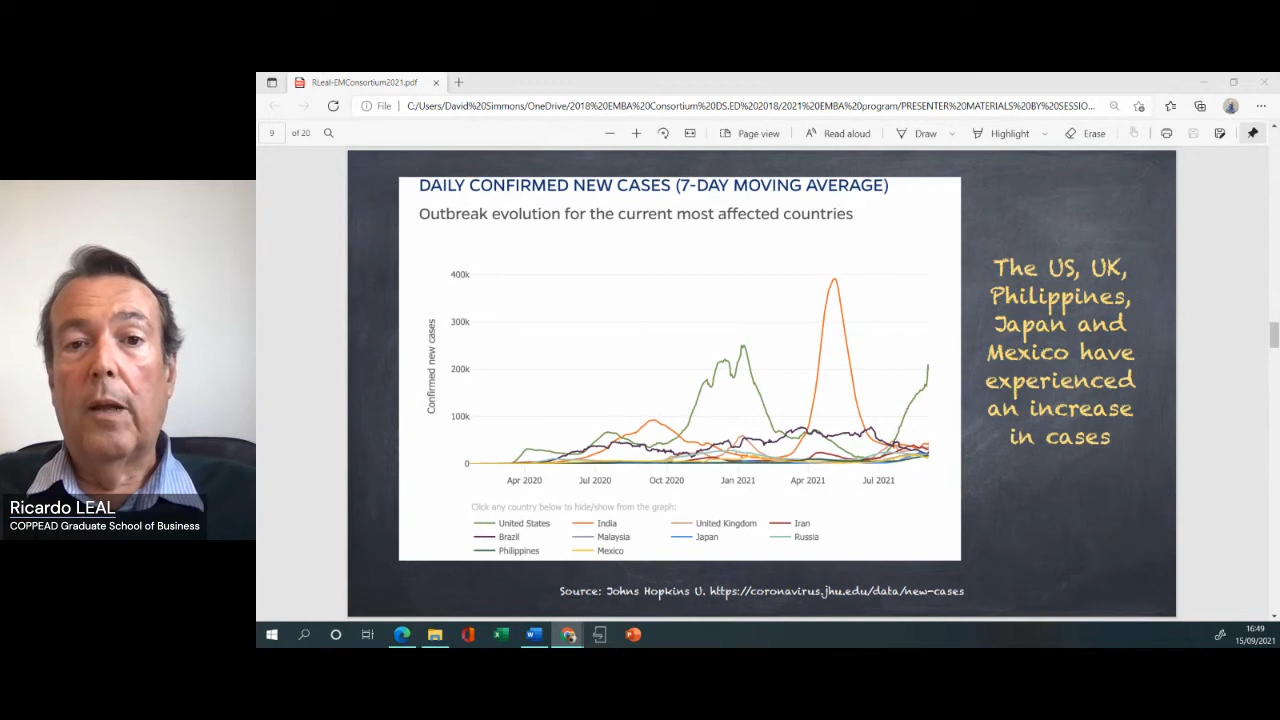 RLeal-EMConsortium2021.pdf
File | C:/Users/David%20Simmons/OneDrive/2018%20EMBA%20Consortium%20DS.ED%202018/2021%20EMBA%20program/PRESENTER%20MATERIALS%20BY%20SESSIO...
9 of 20
Page view
Read aloud
Draw
Highlight
Erase
DAILY CONFIRMED NEW CASES (7-DAY MOVING AVERAGE)
Outbreak evolution for the current most affected countries
Confirmed new cases
400k
300k
200k
100k
0
Apr 2020 Jul 2020 Oct 2020 Jan 2021 Apr 2021 Jul 2021
Click any country below to hide/show from the graph:
United States India United Kingdom Iran
Brazil Malaysia Japan Russia
Philippines Mexico
The US, UK,
Philippines,
Japan and
Mexico have
experienced
an increase
in cases
Source: Johns Hopkins U. https://coronavirus.jhu.edu/data/new-cases
Ricardo LEAL
COPPEAD Graduate School of Business
16:49
15/09/2021